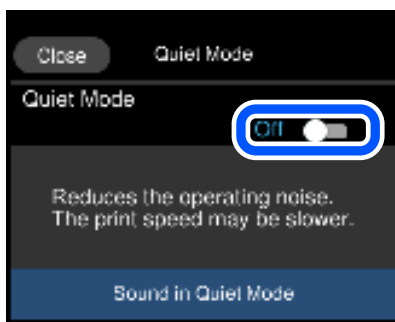 Close Quiet Mode
Quiet Mode
Off
Reduces the operating noise.
The print speed may be slower.
Sound in Quiet Mode